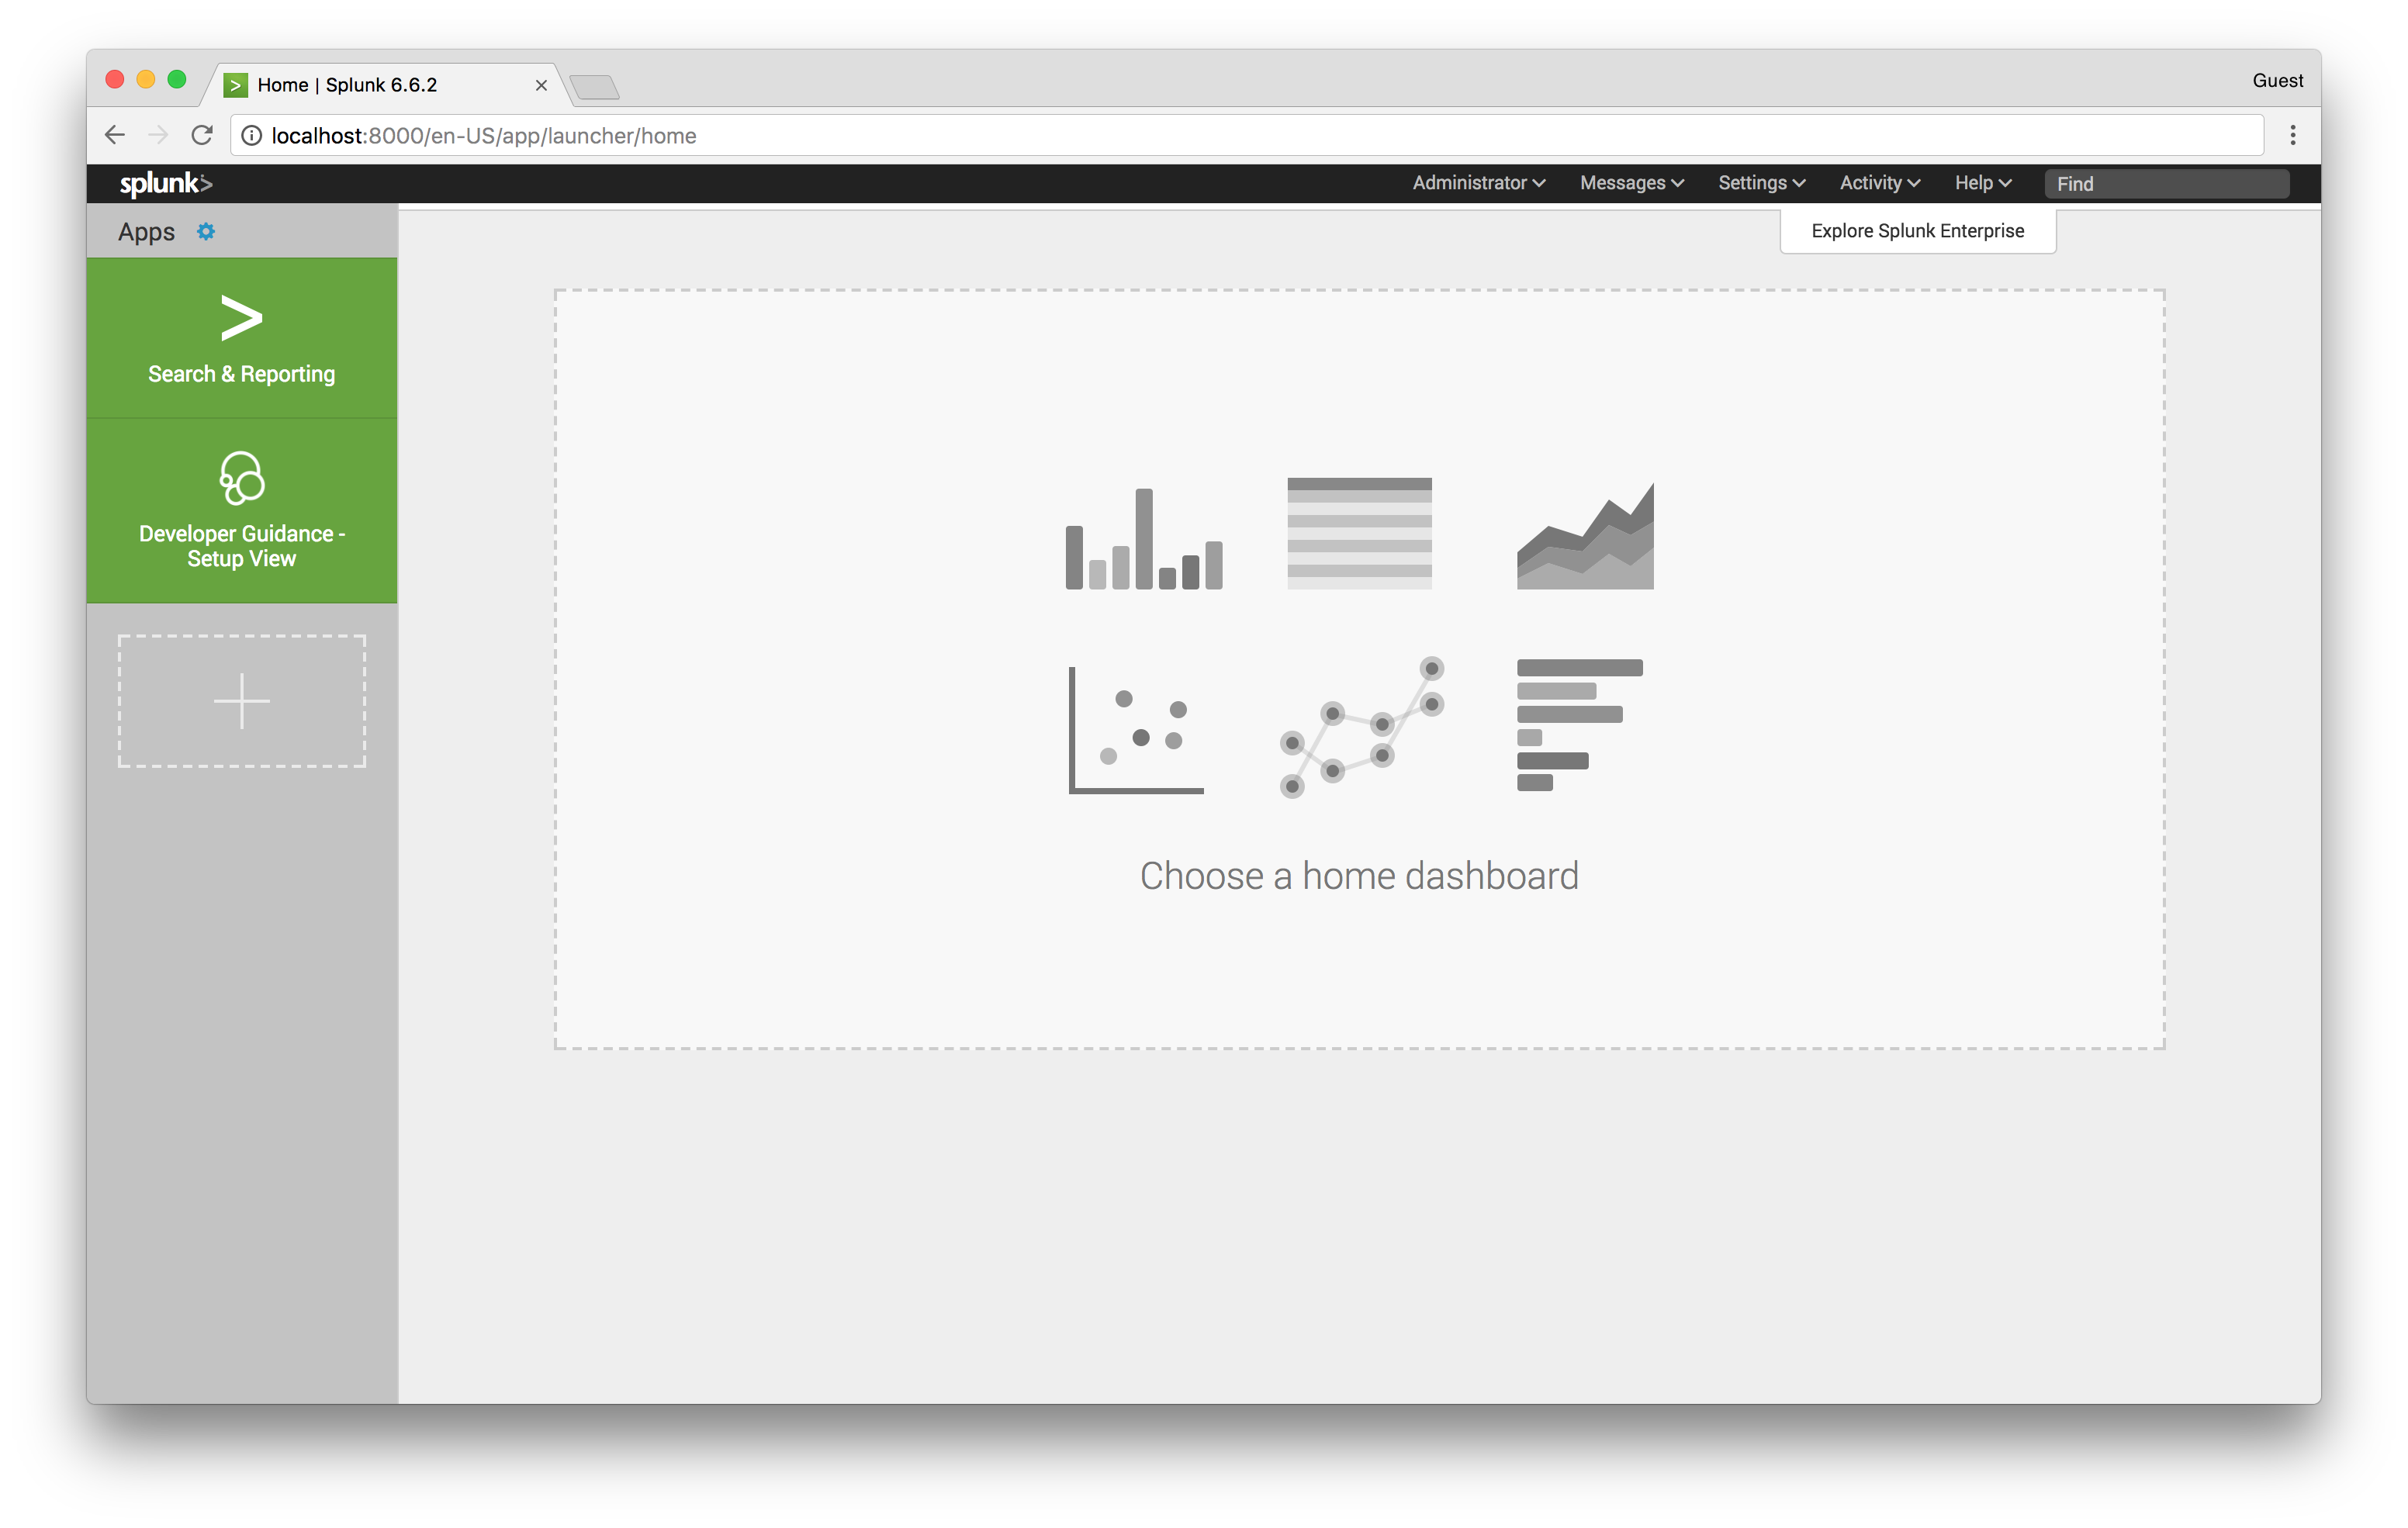 Home | Splunk 6.6.2
Guest
localhost:8000/en-US/app/launcher/home
splunk>
Administrator
Messages
Settings
Activity
Help
Find
Apps
Explore Splunk Enterprise
>
Search & Reporting
Developer Guidance -
Setup View
Choose a home dashboard